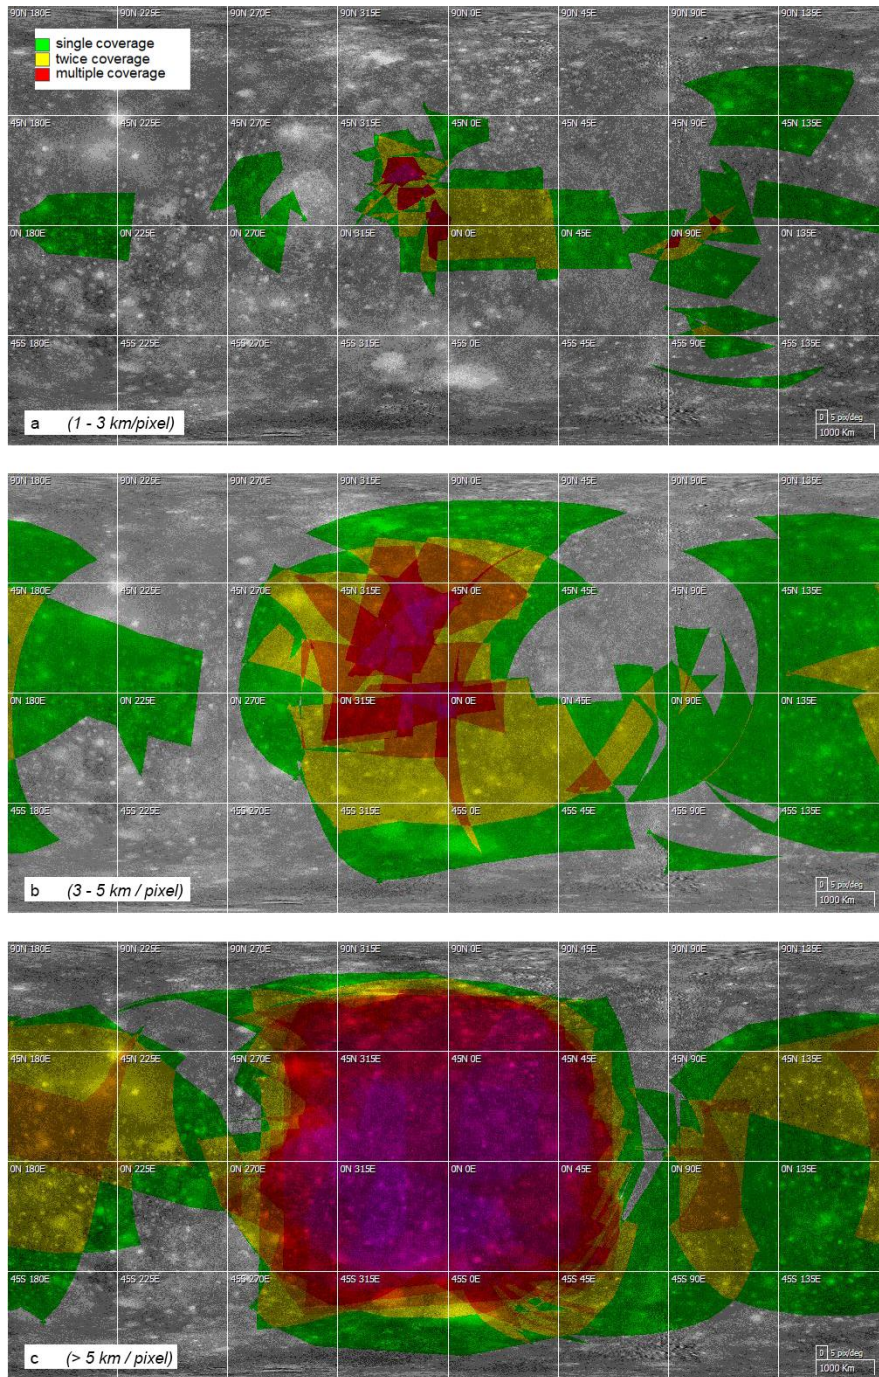 90N 180E 90N 225E 90N 270E 90N 315E 90N 0E 90N 45E 90N 90E 90N 135E
single coverage
twice coverage
multiple coverage
45N 180E 45N 225E 45N 270E 45N 315E 45N 0E 45N 45E 45N 90E 45N 135E
0N 180E 0N 225E 0N 270E 0N 315E 0N 0E 0N 45E 0N 90E 0N 135E
45S 180E 45S 225E 45S 270E 45S 315E 45S 0E 45S 45E 45S 90E 45S 135E
a (1 - 3 km/pixel)
D 5 pix/deg
1000 Km
90N 180E 90N 225E 90N 270E 90N 315E 90N 0E 90N 45E 90N 90E 90N 135E
45N 180E 45N 225E 45N 270E 45N 315E 45N 0E 45N 45E 45N 90E 45N 135E
0N 180E 0N 225E 0N 270E 0N 315E 0N 0E 0N 45E 0N 90E 0N 135E
45S 180E 45S 225E 45S 270E 45S 315E 45S 0E 45S 45E 45S 90E 45S 135E
b (3 - 5 km / pixel)
D 5 pix/deg
1000 Km
90N 180E 90N 225E 90N 270E 90N 315E 90N 0E 90N 45E 90N 90E 90N 135E
45N 180E 45N 225E 45N 270E 45N 315E 45N 0E 45N 45E 45N 90E 45N 135E
0N 180E 0N 225E 0N 270E 0N 315E 0N 0E 0N 45E 0N 90E 0N 135E
45S 180E 45S 225E 45S 270E 45S 315E 45S 0E 45S 45E 45S 90E 45S 135E
c (> 5 km / pixel)
D 5 pix/deg
1000 Km